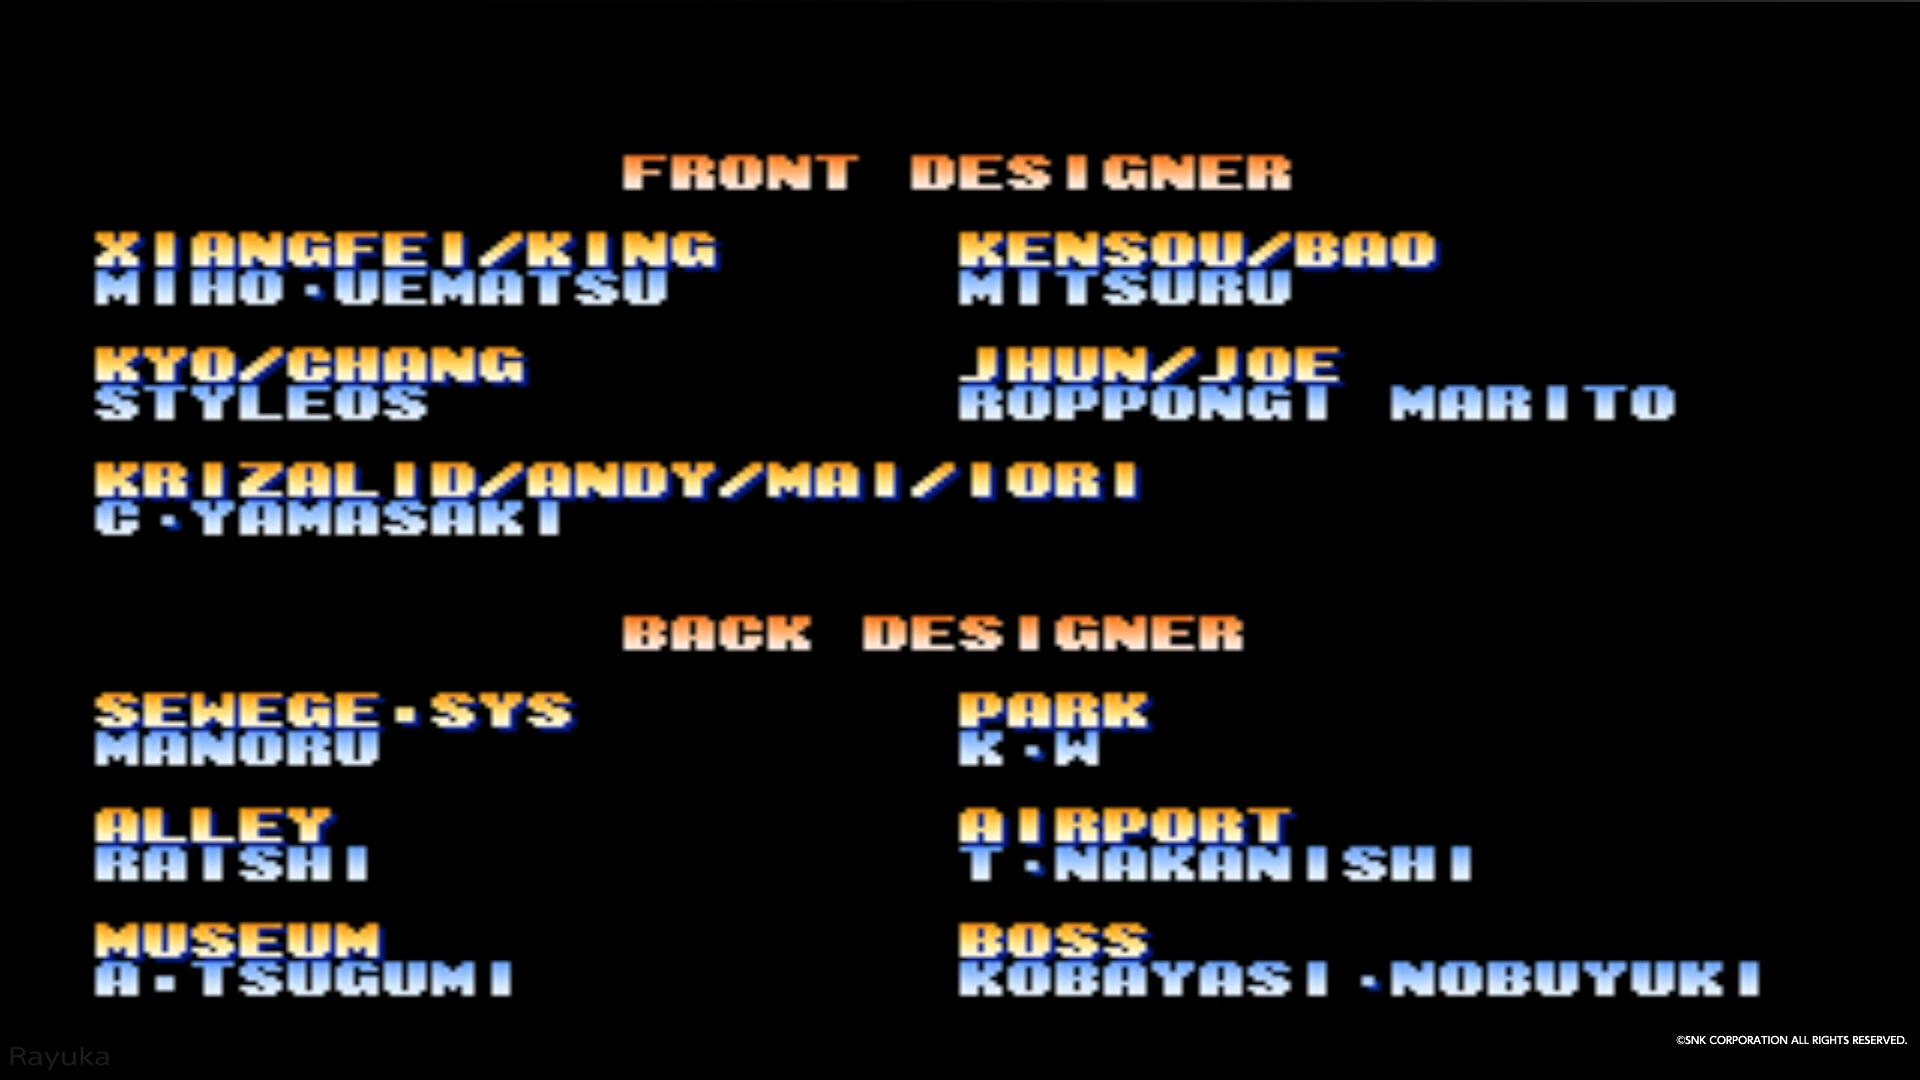 FRONT DESIGNER
XIANGFEI/KING
MIHO·UEMATSU
KENSOU/BAO
MITSURU
KYO/CHANG
STYLEOS
JHUN/JOE
ROPPONGI MARITO
KRIZALID/ANDY/MAI/IORI
C·YAMASAKI
BACK DESIGNER
SEWEGE·SYS
MANORU
PARK
K·W
ALLEY
RAISHI
AIRPORT
T·NAKANISHI
MUSEUM
A·TSUGUMI
BOSS
KOBAYASI·NOBUYUKI
©SNK CORPORATION ALL RIGHTS RESERVED.
Rayuka